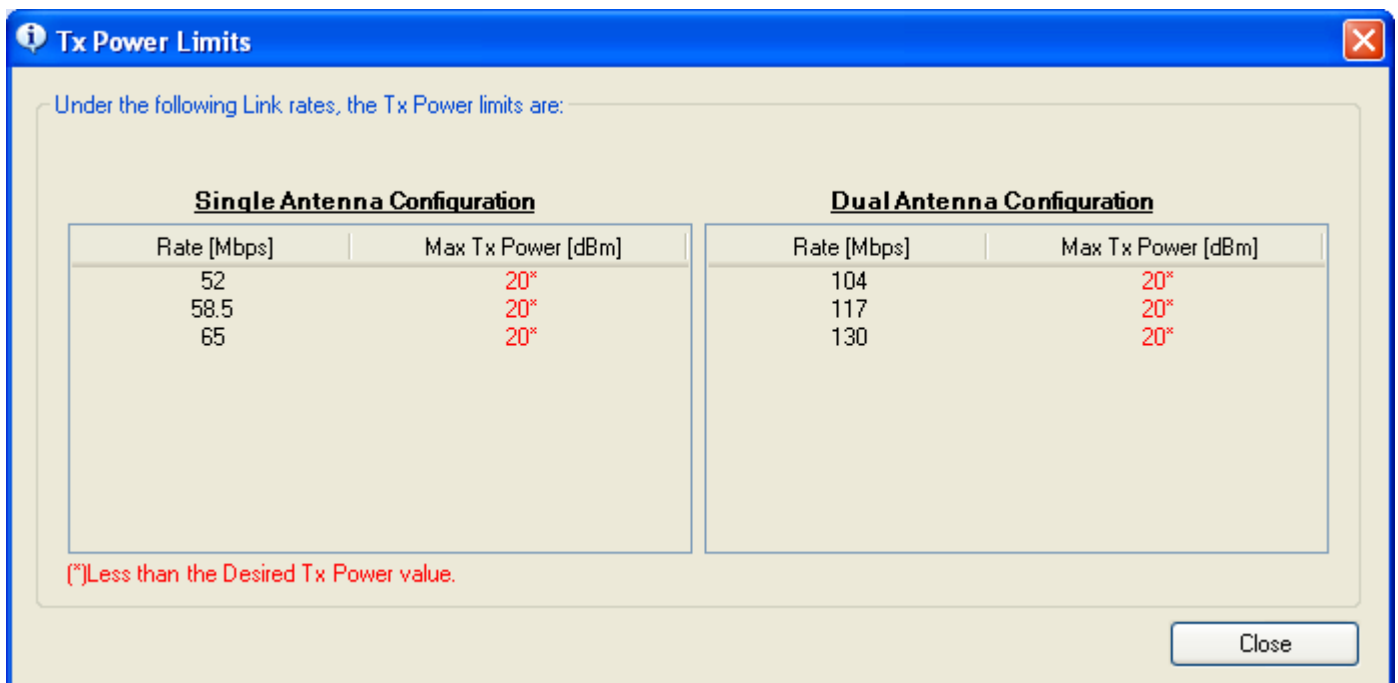 Tx Power Limits
Under the following Link rates, the Tx Power limits are:
Single Antenna Configuration
Rate [Mbps] Max Tx Power [dBm]
52 20*
58.5 20*
65 20*
Dual Antenna Configuration
Rate [Mbps] Max Tx Power [dBm]
104 20*
117 20*
130 20*
(*)Less than the Desired Tx Power value.
Close